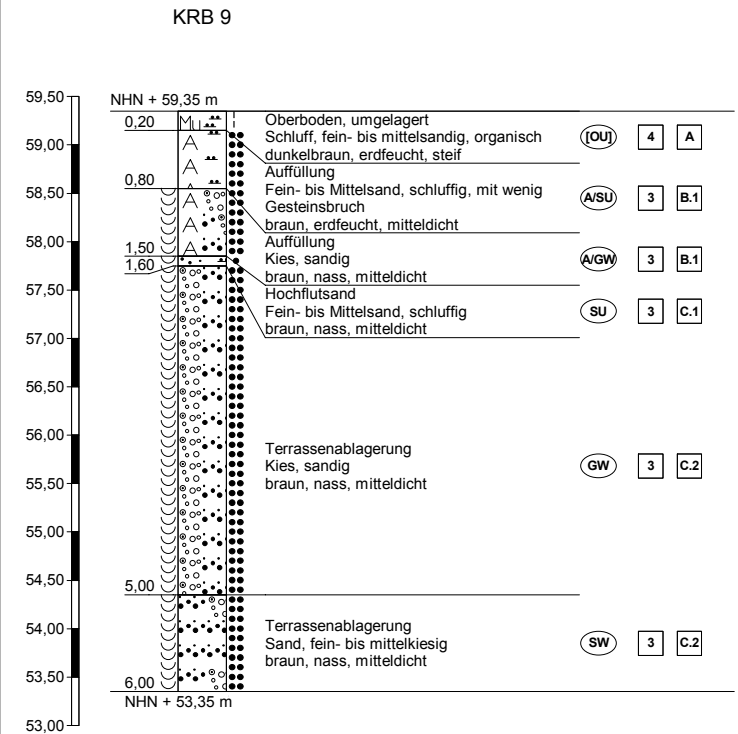 KRB 9
NHN + 59,35 m
59,50
59,00
58,50
58,00
57,50
57,00
56,50
56,00
55,50
55,00
54,50
54,00
53,50
53,00
0,20
0,80
1,50
1,60
5,00
6,00
NHN + 53,35 m
Mu
A
A
A
A
A
Oberboden, umgelagert
Schluff, fein- bis mittelsandig, organisch
dunkelbraun, erdfeucht, steif
[OU] 4 A
Auffüllung
Fein- bis Mittelsand, schluffig, mit wenig
Gesteinsbruch
braun, erdfeucht, mitteldicht
A/SU 3 B.1
Auffüllung
Kies, sandig
braun, nass, mitteldicht
A/GW 3 B.1
Hochflutsand
Fein- bis Mittelsand, schluffig
braun, nass, mitteldicht
SU 3 C.1
Terrassenablagerung
Kies, sandig
braun, nass, mitteldicht
GW 3 C.2
Terrassenablagerung
Sand, fein- bis mittelkiesig
braun, nass, mitteldicht
SW 3 C.2